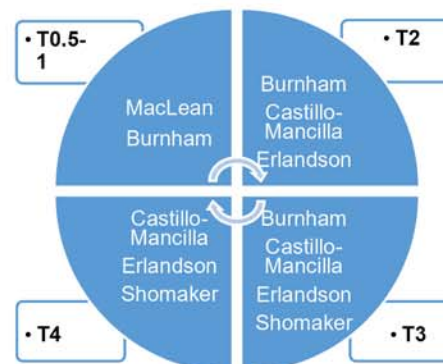 • T0.5-
1
MacLean
Burnham
• T2
Burnham
Castillo-
Mancilla
Erlandson
Castillo-
Mancilla
Erlandson
Shomaker
• T4
Burnham
Castillo-
Mancilla
Erlandson
Shomaker
• T3